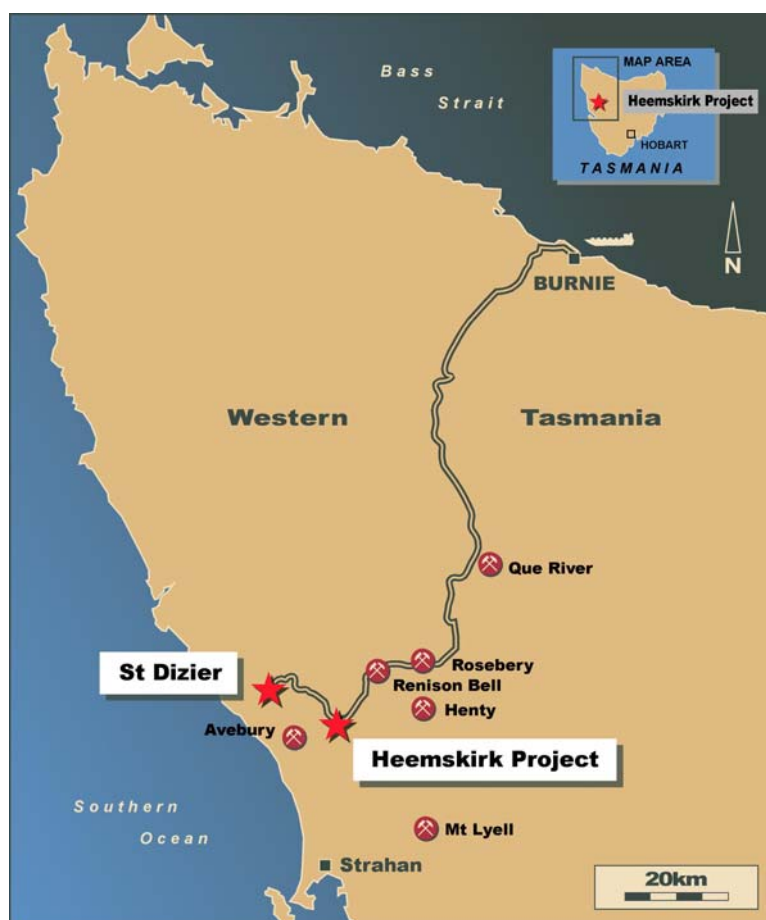 Bass
Strait
MAP AREA
Heemskirk Project
HOBART
TASMANIA
N
BURNIE
Western Tasmania
Que River
St Dizier
Rosebery
Renison Bell
Henty
Avebury
Heemskirk Project
Southern
Ocean
Mt Lyell
Strahan
20km